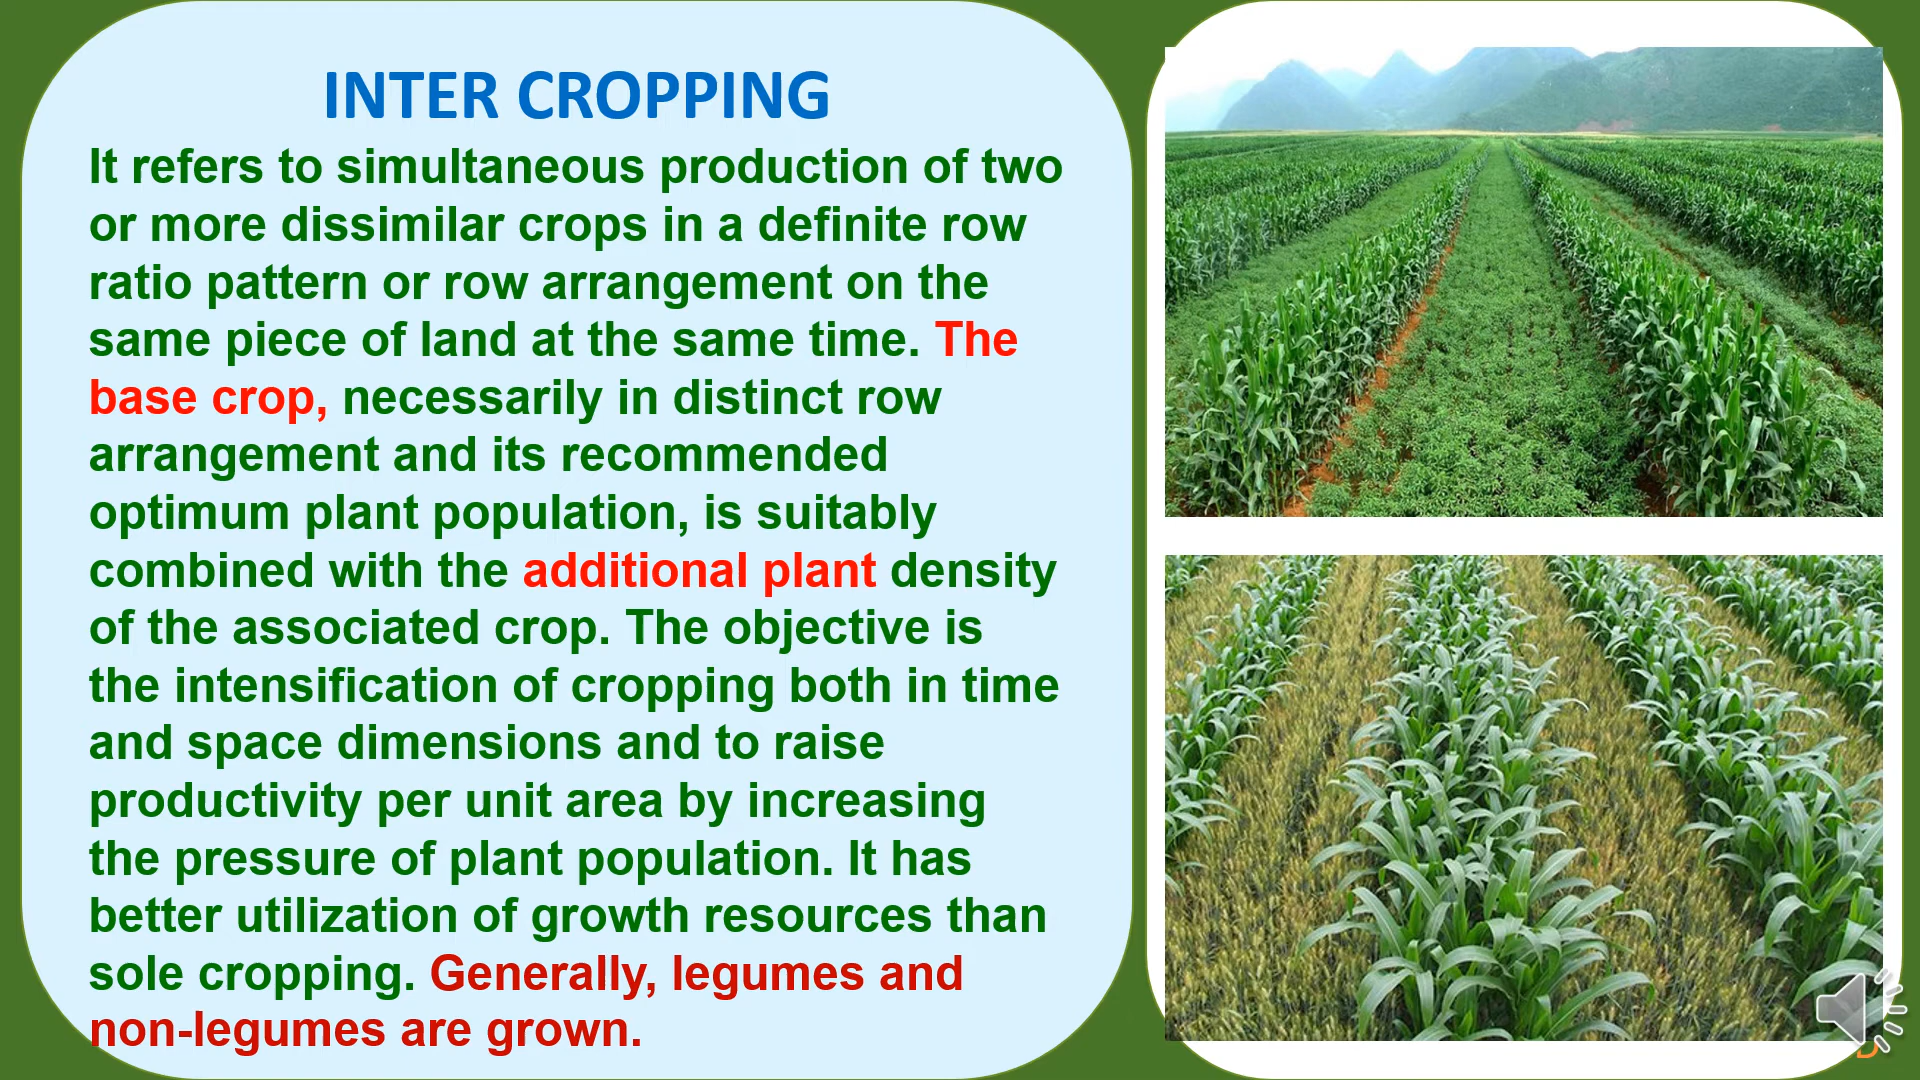 INTER CROPPING
It refers to simultaneous production of two
or more dissimilar crops in a definite row
ratio pattern or row arrangement on the
same piece of land at the same time. The
base crop, necessarily in distinct row
arrangement and its recommended
optimum plant population, is suitably
combined with the additional plant density
of the associated crop. The objective is
the intensification of cropping both in time
and space dimensions and to raise
productivity per unit area by increasing
the pressure of plant population. It has
better utilization of growth resources than
sole cropping. Generally, legumes and
non-legumes are grown.